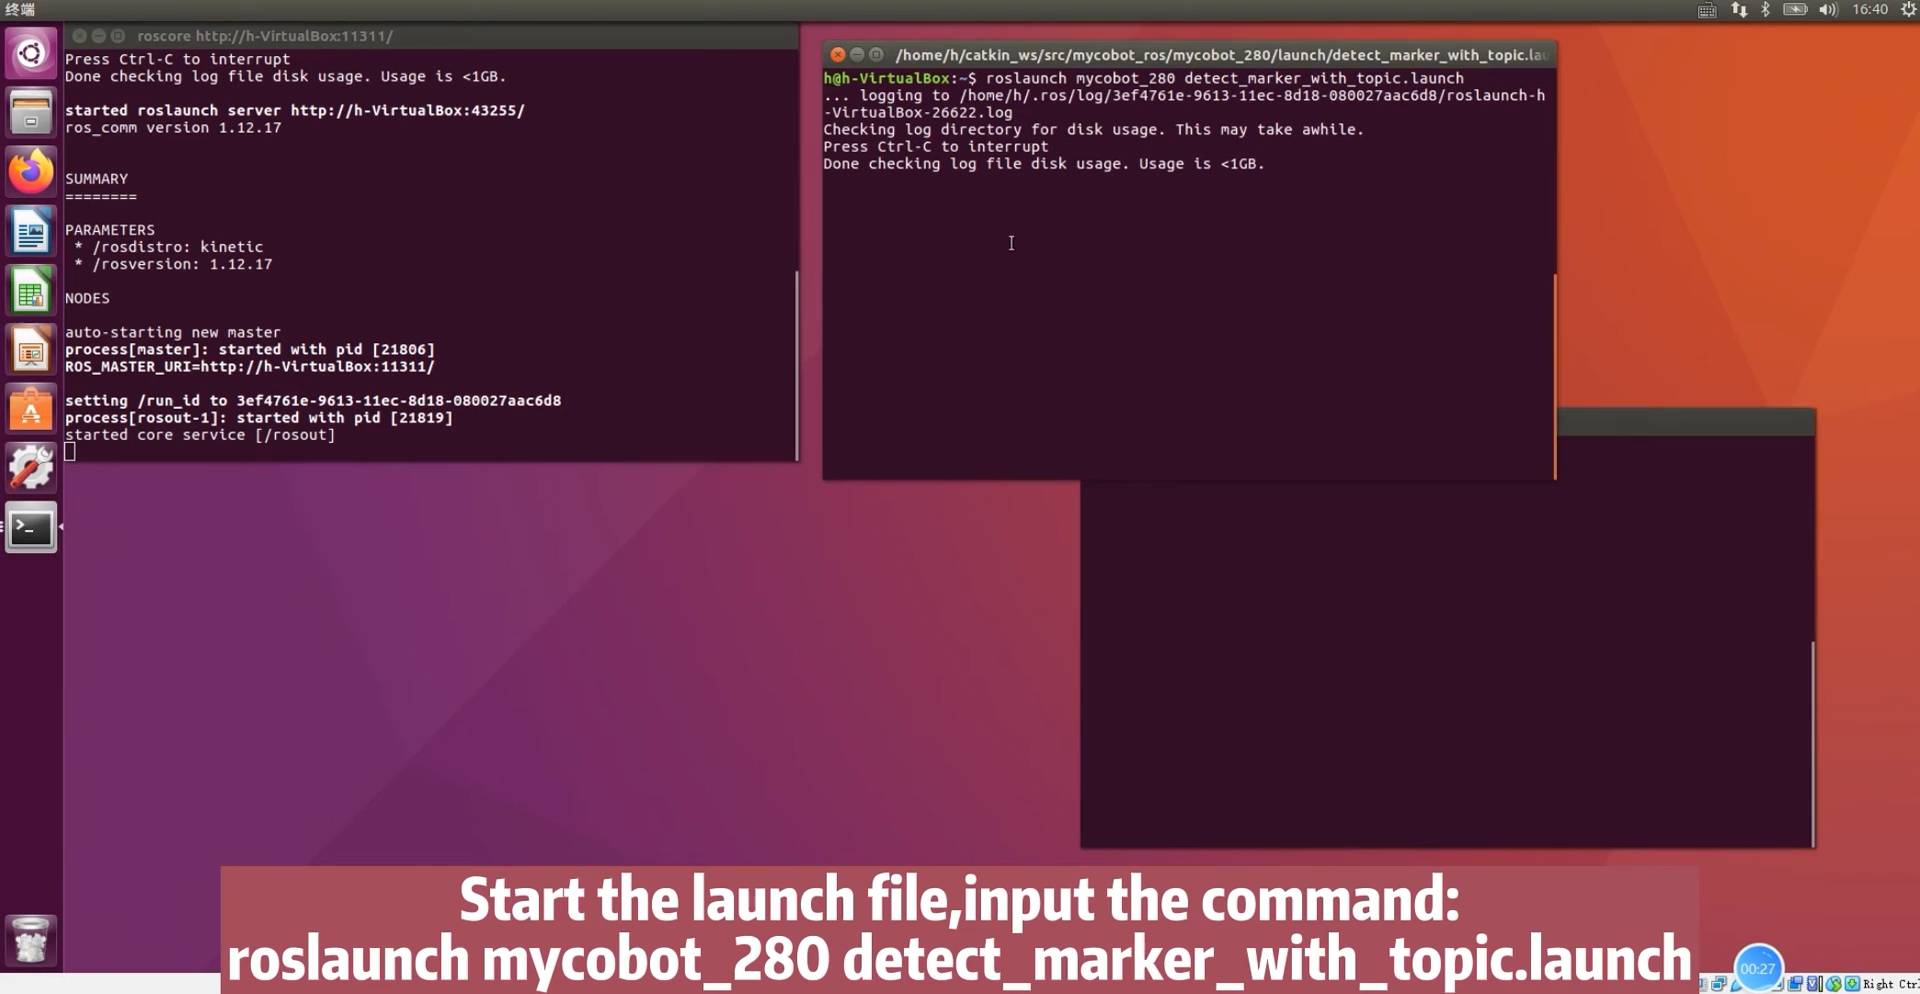 终端
16:40
roscore http://h-VirtualBox:11311/
Press Ctrl-C to interrupt
Done checking log file disk usage. Usage is <1GB.
started roslaunch server http://h-VirtualBox:43255/
ros_comm version 1.12.17
SUMMARY
========
PARAMETERS
* /rosdistro: kinetic
* /rosversion: 1.12.17
NODES
auto-starting new master
process[master]: started with pid [21806]
ROS_MASTER_URI=http://h-VirtualBox:11311/
setting /run_id to 3ef4761e-9613-11ec-8d18-080027aac6d8
process[rosout-1]: started with pid [21819]
started core service [/rosout]
/home/h/catkin_ws/src/mycobot_ros/mycobot_280/launch/detect_marker_with_topic.lau
h@h-VirtualBox:~$ roslaunch mycobot_280 detect_marker_with_topic.launch
... logging to /home/h/.ros/log/3ef4761e-9613-11ec-8d18-080027aac6d8/roslaunch-h
-VirtualBox-26622.log
Checking log directory for disk usage. This may take awhile.
Press Ctrl-C to interrupt
Done checking log file disk usage. Usage is <1GB.
Start the launch file,input the command:
roslaunch mycobot_280 detect_marker_with_topic.launch
00:27
Right Ctr